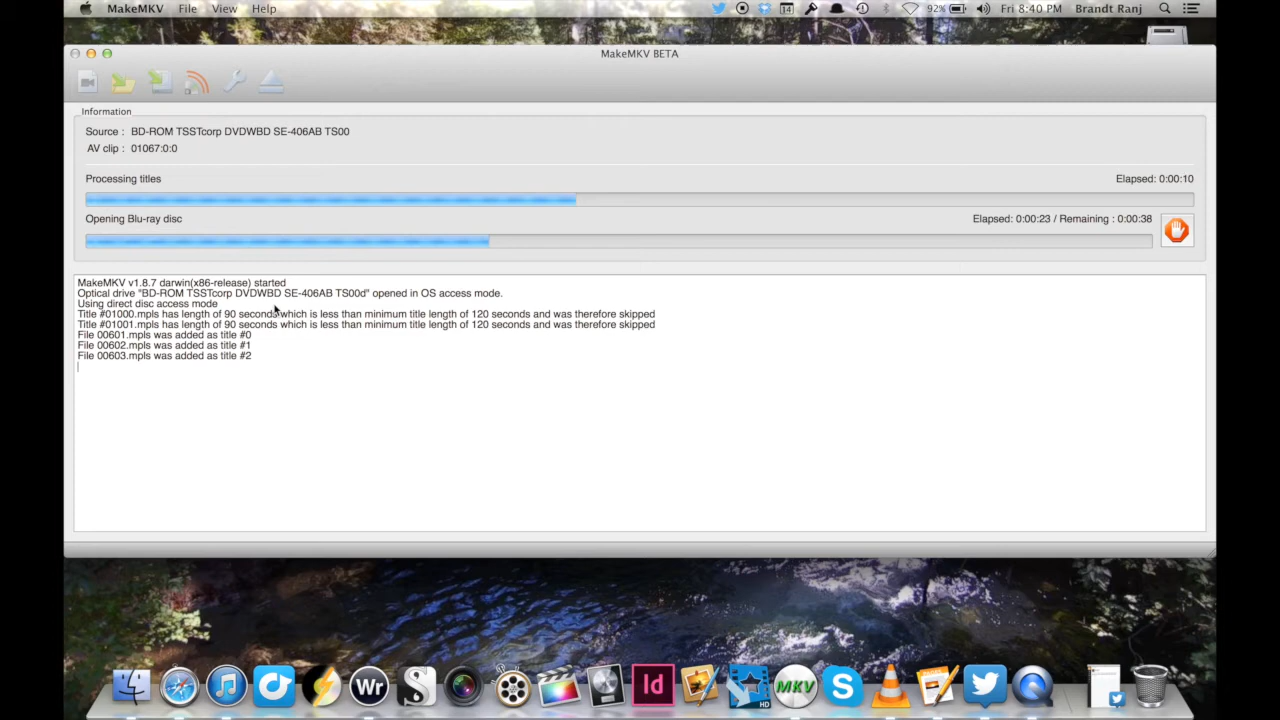 MakeMKV File View Help 14 92% Fri 8:40 PM Brandt Ranj
MakeMKV BETA
Information
Source : BD-ROM TSSTcorp DVDWBD SE-406AB TS00
AV clip : 01067:0:0
Processing titles Elapsed: 0:00:10
Opening Blu-ray disc Elapsed: 0:00:23 / Remaining : 0:00:38
MakeMKV v1.8.7 darwin(x86-release) started
Optical drive "BD-ROM TSSTcorp DVDWBD SE-406AB TS00d" opened in OS access mode.
Using direct disc access mode
Title #01000.mpls has length of 90 seconds which is less than minimum title length of 120 seconds and was therefore skipped
Title #01001.mpls has length of 90 seconds which is less than minimum title length of 120 seconds and was therefore skipped
File 00601.mpls was added as title #0
File 00602.mpls was added as title #1
File 00603.mpls was added as title #2
Wr S Id HD MKV S